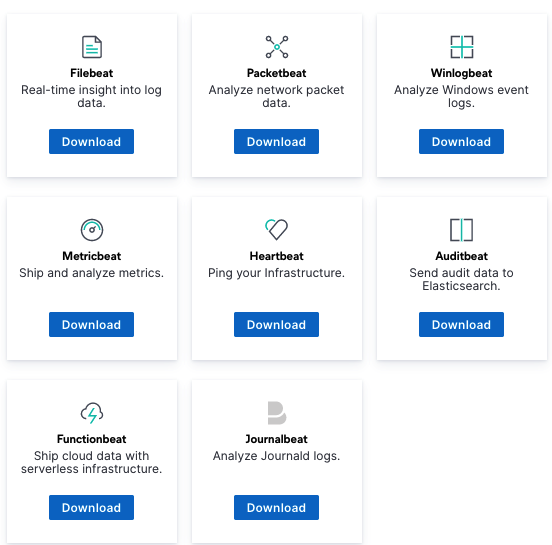 Filebeat
Real-time insight into log
data.
Download
Packetbeat
Analyze network packet
data.
Download
Winlogbeat
Analyze Windows event
logs.
Download
Metricbeat
Ship and analyze metrics.
Download
Heartbeat
Ping your Infrastructure.
Download
Auditbeat
Send audit data to
Elasticsearch.
Download
Functionbeat
Ship cloud data with
serverless infrastructure.
Download
Journalbeat
Analyze Journald logs.
Download